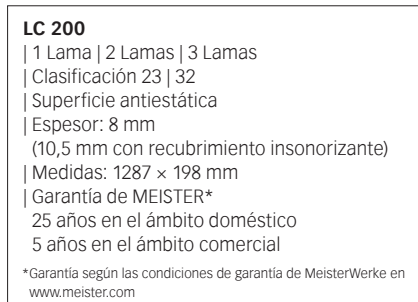 LC 200
| 1 Lama | 2 Lamas | 3 Lamas
| Clasificación 23 | 32
| Superficie antiestática
| Espesor: 8 mm
(10,5 mm con recubrimiento insonorizante)
| Medidas: 1287 × 198 mm
| Garantía de MEISTER*
25 años en el ámbito doméstico
5 años en el ámbito comercial
*Garantía según las condiciones de garantía de MeisterWerke en
www.meister.com